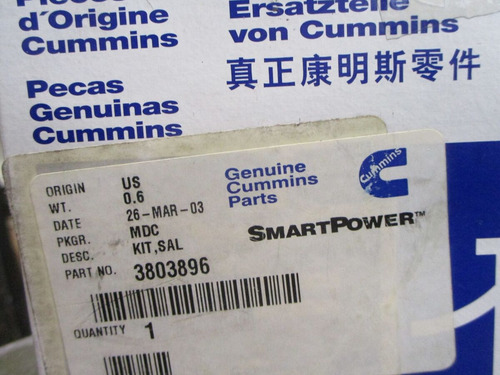 Pièces
d'Origine
Cummins
Ersatzteile
von Cummins
真正康明斯零件
Pecas
Genuinas
Cummins
Genuine
Cummins
Parts
Cummins
SMARTPOWER™
ORIGIN US
WT. 0.6
DATE 26-MAR-03
PKGR. MDC
DESC. KIT,SAL
PART NO. 3803896
QUANTITY 1